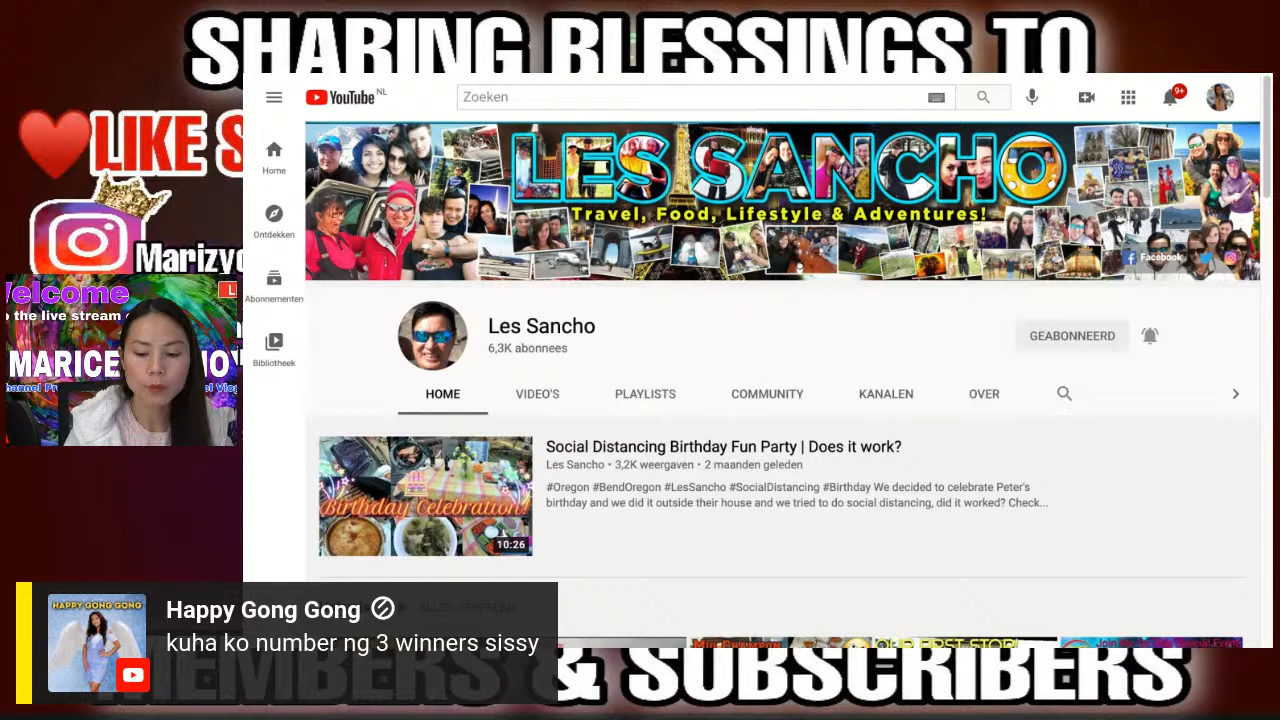 SHARING BLESSINGS TO
LIKE S
Marizyc
Welcome
MARICE
YouTube NL
Zoeken
9+
Home
Ontdekken
Abonnementen
Bibliotheek
LES SANCHO
Travel, Food, Lifestyle & Adventures!
Facebook
Les Sancho
6,3K abonnees
GEABONNEERD
HOME VIDEO'S PLAYLISTS COMMUNITY KANALEN OVER
Birthday Celebration!
10:26
Social Distancing Birthday Fun Party | Does it work?
Les Sancho • 3,2K weergaven • 2 maanden geleden
#Oregon #BendOregon #LesSancho #SocialDistancing #Birthday We decided to celebrate Peter's
birthday and we did it outside their house and we tried to do social distancing, did it worked? Check...
HAPPY GONG GONG
Happy Gong Gong
kuha ko number ng 3 winners sissy
MEMBERS & SUBSCRIBERS